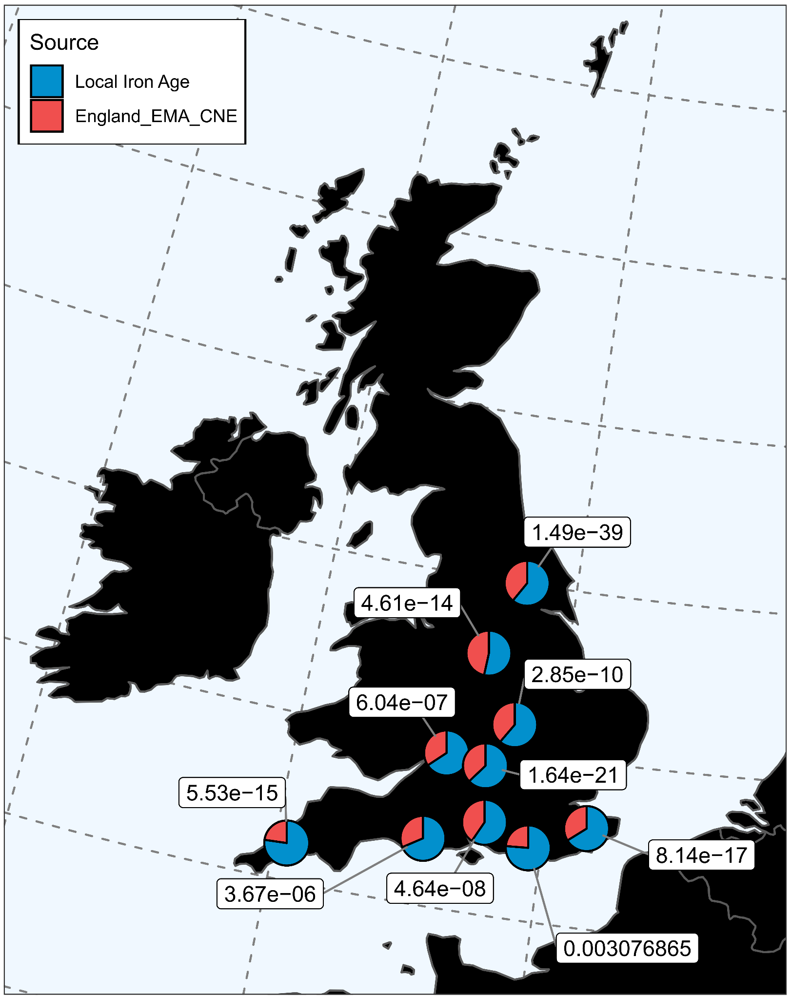 Source
Local Iron Age
England_EMA_CNE
1.49e−39
4.61e−14
2.85e−10
6.04e−07
1.64e−21
5.53e−15
8.14e−17
3.67e−06
4.64e−08
0.003076865